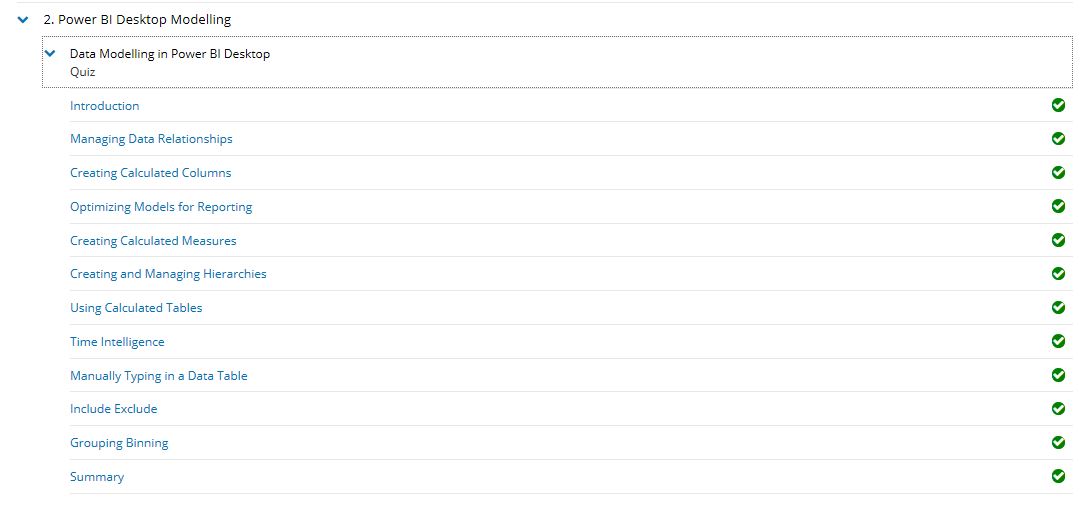 2. Power BI Desktop Modelling
Data Modelling in Power BI Desktop
Quiz
Introduction
Managing Data Relationships
Creating Calculated Columns
Optimizing Models for Reporting
Creating Calculated Measures
Creating and Managing Hierarchies
Using Calculated Tables
Time Intelligence
Manually Typing in a Data Table
Include Exclude
Grouping Binning
Summary